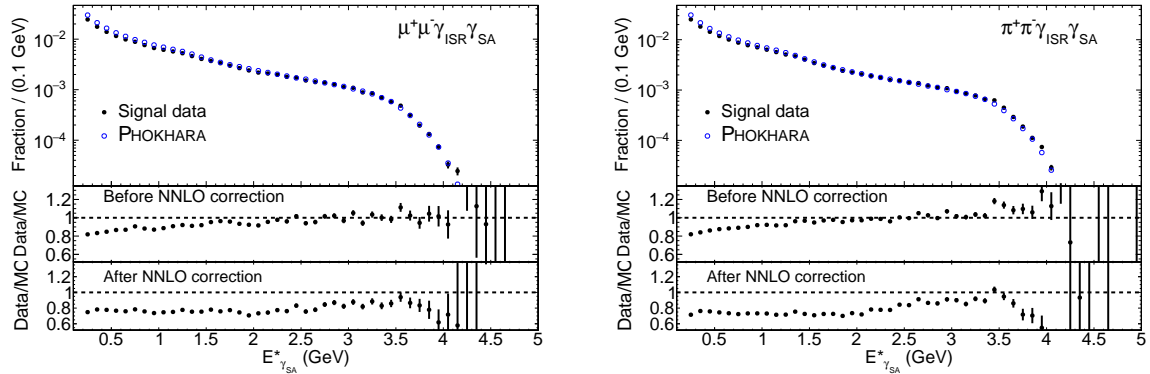 Fraction / (0.1 GeV)
10⁻²
10⁻³
10⁻⁴
μ⁺μ⁻γ_ISR γ_SA
Signal data
PHOKHARA
Data/MC
1.2
1
0.8
0.6
Before NNLO correction
Data/MC
1.2
1
0.8
0.6
After NNLO correction
0.5 1 1.5 2 2.5 3 3.5 4 4.5 5
E*_γSA (GeV)
Fraction / (0.1 GeV)
10⁻²
10⁻³
10⁻⁴
π⁺π⁻γ_ISR γ_SA
Signal data
PHOKHARA
Data/MC
1.2
1
0.8
0.6
Before NNLO correction
Data/MC
1.2
1
0.8
0.6
After NNLO correction
0.5 1 1.5 2 2.5 3 3.5 4 4.5 5
E*_γSA (GeV)